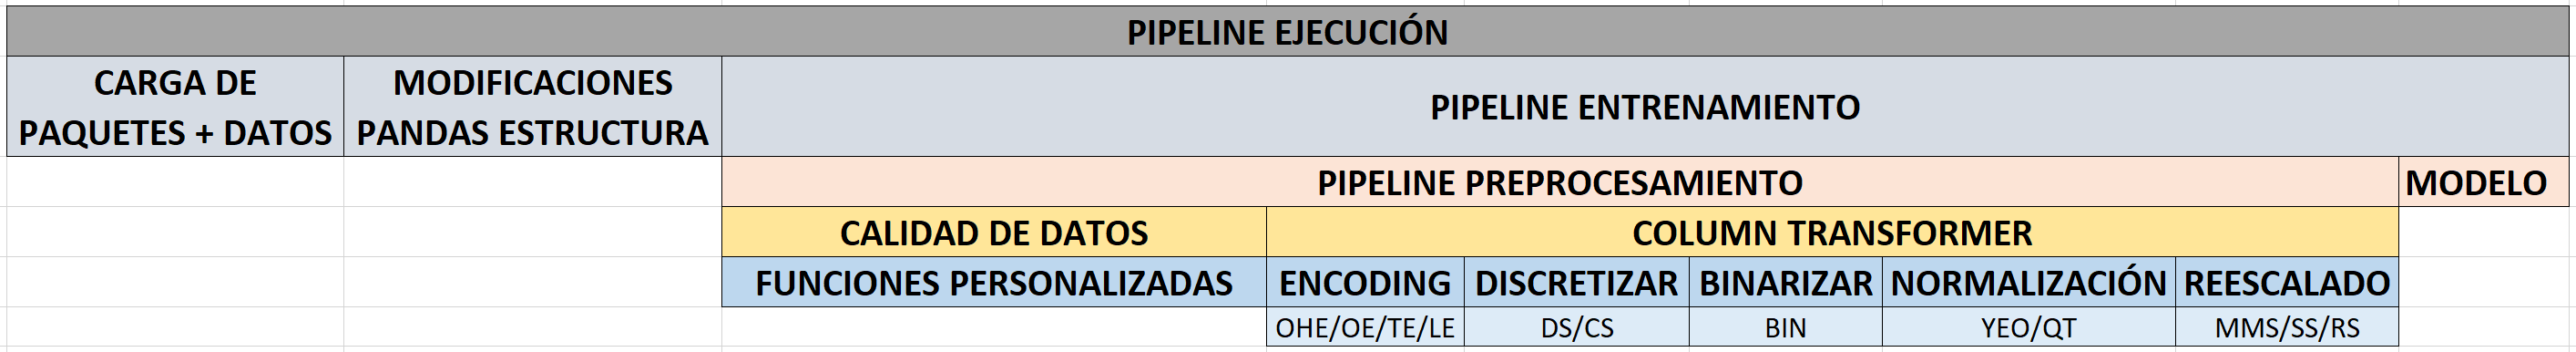 PIPELINE EJECUCIÓN
CARGA DE
PAQUETES + DATOS
MODIFICACIONES
PANDAS ESTRUCTURA
PIPELINE ENTRENAMIENTO
PIPELINE PREPROCESAMIENTO
MODELO
CALIDAD DE DATOS
COLUMN TRANSFORMER
FUNCIONES PERSONALIZADAS
ENCODING
DISCRETIZAR
BINARIZAR
NORMALIZACIÓN
REESCALADO
OHE/OE/TE/LE
DS/CS
BIN
YEO/QT
MMS/SS/RS